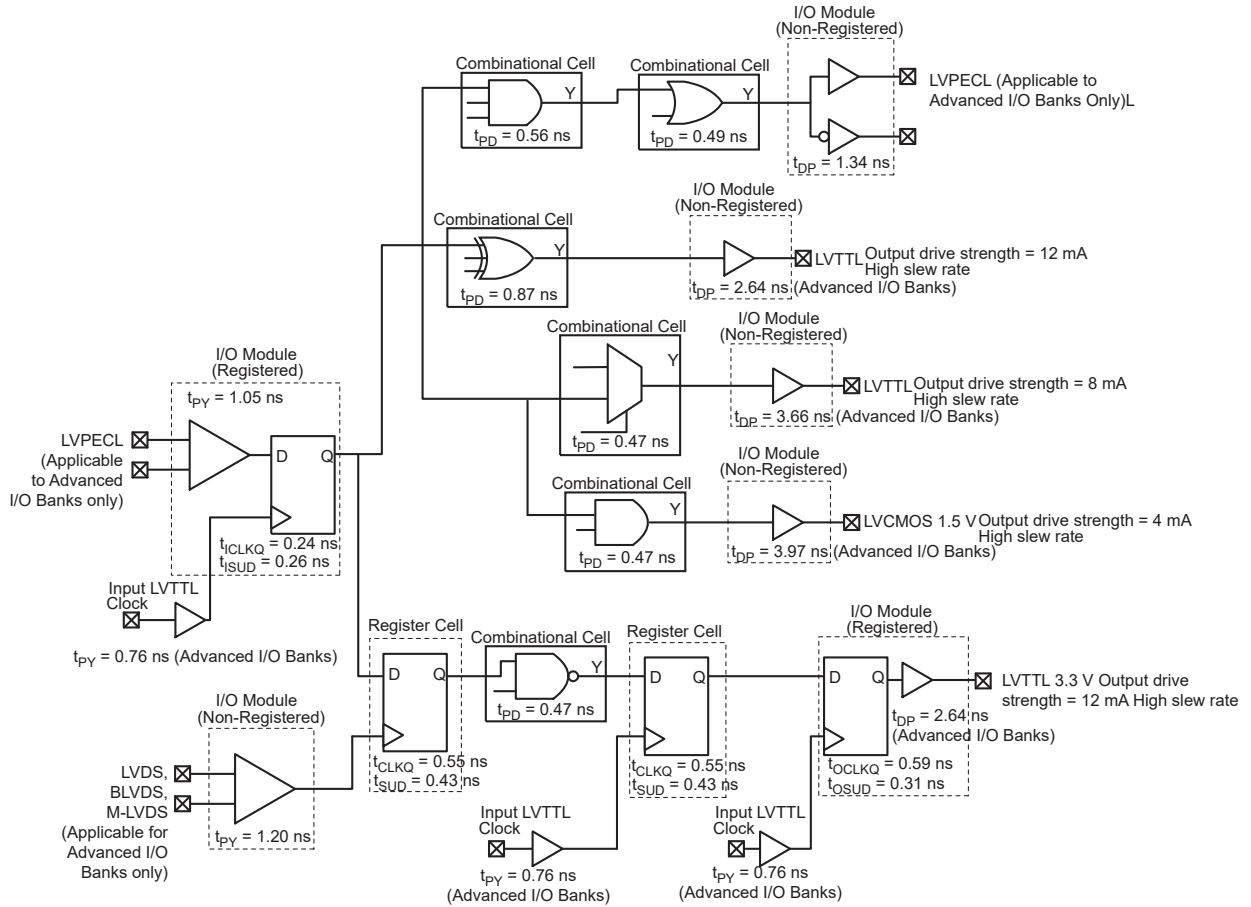 I/O Module
(Non-Registered)
Combinational Cell
Y
tPD = 0.56 ns
Combinational Cell
Y
tPD = 0.49 ns
tDP = 1.34 ns
LVPECL (Applicable to
Advanced I/O Banks Only)L
Combinational Cell
Y
tPD = 0.87 ns
I/O Module
(Non-Registered)
tDP = 2.64 ns (Advanced I/O Banks)
LVTTL Output drive strength = 12 mA
High slew rate
Combinational Cell
Y
tPD = 0.47 ns
I/O Module
(Non-Registered)
tDP = 3.66 ns (Advanced I/O Banks)
LVTTL Output drive strength = 8 mA
High slew rate
I/O Module
(Registered)
tPY = 1.05 ns
LVPECL
(Applicable
to Advanced
I/O Banks only)
D Q
tICLKQ = 0.24 ns
tISUD = 0.26 ns
Input LVTTL
Clock
tPY = 0.76 ns (Advanced I/O Banks)
Combinational Cell
Y
tPD = 0.47 ns
I/O Module
(Non-Registered)
tDP = 3.97 ns (Advanced I/O Banks)
LVCMOS 1.5 V Output drive strength = 4 mA
High slew rate
I/O Module
(Non-Registered)
LVDS,
BLVDS,
M-LVDS
(Applicable for
Advanced I/O
Banks only)
tPY = 1.20 ns
Register Cell
D Q
tCLKQ = 0.55 ns
tSUD = 0.43 ns
Combinational Cell
Y
tPD = 0.47 ns
Register Cell
D Q
tCLKQ = 0.55 ns
tSUD = 0.43 ns
Input LVTTL
Clock
tPY = 0.76 ns
(Advanced I/O Banks)
I/O Module
(Registered)
D Q
tDP = 2.64 ns
(Advanced I/O Banks)
tOCLKQ = 0.59 ns
tOSUD = 0.31 ns
LVTTL 3.3 V Output drive
strength = 12 mA High slew rate
Input LVTTL
Clock
tPY = 0.76 ns
(Advanced I/O Banks)